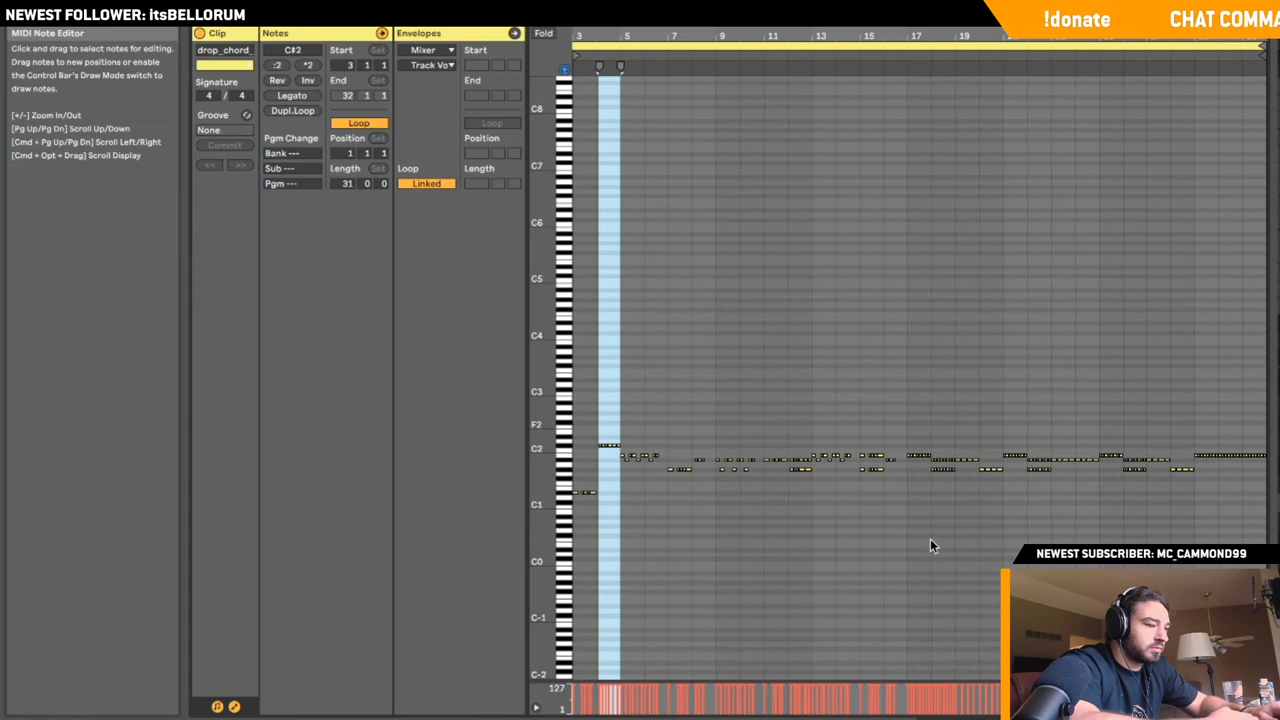 NEWEST FOLLOWER: itsBELLORUM
!donate
CHAT COMMA
MIDI Note Editor
Click and drag to select notes for editing.
Drag notes to new positions or enable
the Control Bar's Draw Mode switch to
draw notes.
[+/-] Zoom In/Out
[Pg Up/Pg Dn] Scroll Up/Down
[Cmd + Pg Up/Pg Dn] Scroll Left/Right
[Cmd + Opt + Drag] Scroll Display
Clip
drop_chord_
Signature
4 / 4
Groove
None
Commit
<< >>
Notes
C#2
:2 *2
Rev Inv
Legato
Dupl.Loop
Pgm Change
Bank ---
Sub ---
Pgm ---
Start Set
3 1 1
End Set
32 1 1
Loop
Position Set
1 1 1
Length Set
31 0 0
Envelopes
Mixer
Track Vo
Loop
Linked
Start
End
Loop
Position
Length
Fold
3 5 7 9 11 13 15 17 19
C8
C7
C6
C5
C4
C3
F2
C2
C1
C0
C-1
C-2
127
1
NEWEST SUBSCRIBER: MC_CAMMOND99